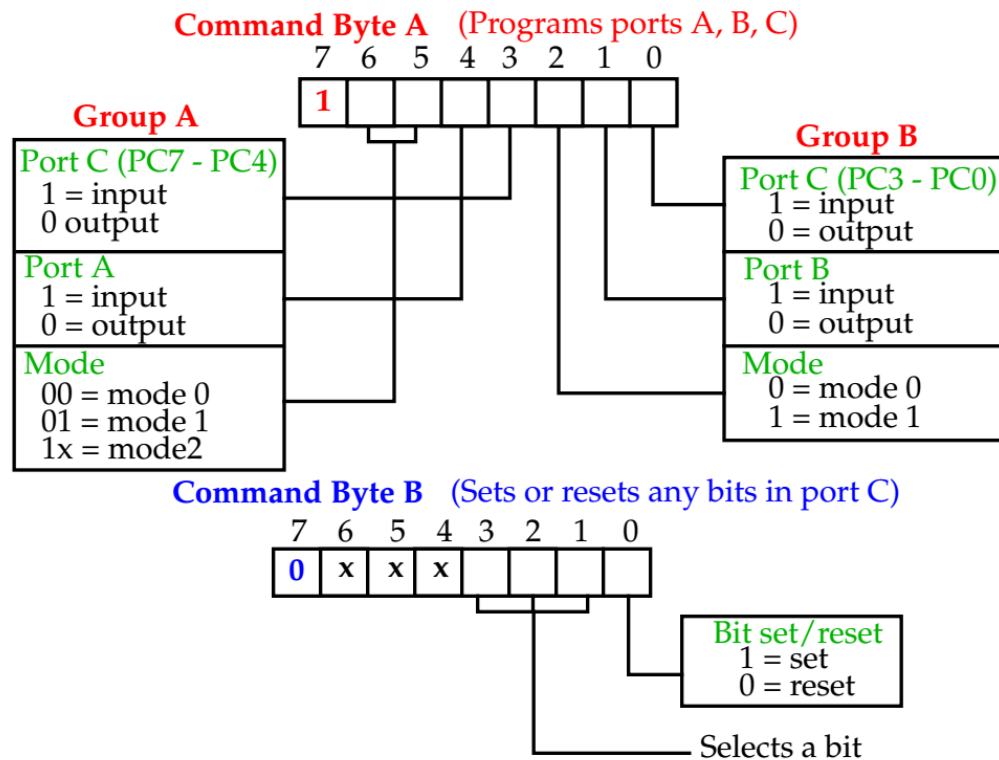 Command Byte A (Programs ports A, B, C)
7 6 5 4 3 2 1 0
1
Group A
Port C (PC7 - PC4)
1 = input
0 output
Port A
1 = input
0 = output
Mode
00 = mode 0
01 = mode 1
1x = mode2
Group B
Port C (PC3 - PC0)
1 = input
0 = output
Port B
1 = input
0 = output
Mode
0 = mode 0
1 = mode 1
Command Byte B (Sets or resets any bits in port C)
7 6 5 4 3 2 1 0
0 x x x
Bit set/reset
1 = set
0 = reset
Selects a bit